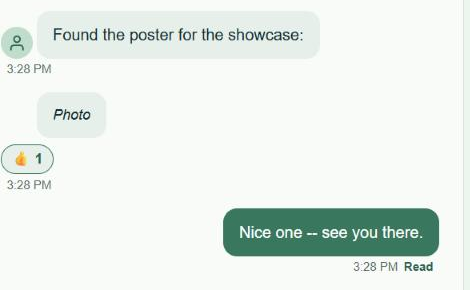 Found the poster for the showcase:
3:28 PM
Photo
👍 1
3:28 PM
Nice one -- see you there.
3:28 PM Read